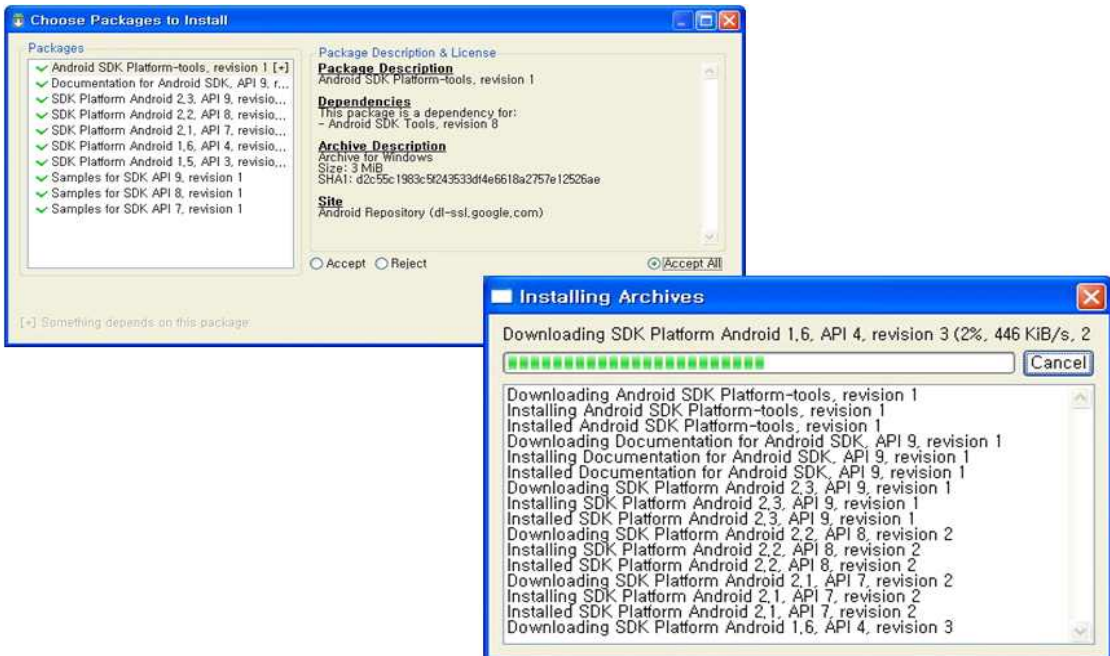 Choose Packages to Install
Packages
Android SDK Platform-tools, revision 1 [+]
Documentation for Android SDK, API 9, r...
SDK Platform Android 2.3, API 9, revisio...
SDK Platform Android 2.2, API 8, revisio...
SDK Platform Android 2.1, API 7, revisio...
SDK Platform Android 1.6, API 4, revisio...
SDK Platform Android 1.5, API 3, revisio...
Samples for SDK API 9, revision 1
Samples for SDK API 8, revision 1
Samples for SDK API 7, revision 1
Package Description & License
Package Description
Android SDK Platform-tools, revision 1
Dependencies
This package is a dependency for:
- Android SDK Tools, revision 8
Archive Description
Archive for Windows
Size: 3 MiB
SHA1: d2c55c1983c5f243533df4e6618a2757e12526ae
Site
Android Repository (dl-ssl.google.com)
Accept Reject Accept All
[+] Something depends on this package
Installing Archives
Downloading SDK Platform Android 1.6, API 4, revision 3 (2%, 446 KiB/s, 2
Cancel
Downloading Android SDK Platform-tools, revision 1
Installing Android SDK Platform-tools, revision 1
Installed Android SDK Platform-tools, revision 1
Downloading Documentation for Android SDK, API 9, revision 1
Installing Documentation for Android SDK, API 9, revision 1
Installed Documentation for Android SDK, API 9, revision 1
Downloading SDK Platform Android 2.3, API 9, revision 1
Installing SDK Platform Android 2.3, API 9, revision 1
Installed SDK Platform Android 2.3, API 9, revision 1
Downloading SDK Platform Android 2.2, API 8, revision 2
Installing SDK Platform Android 2.2, API 8, revision 2
Installed SDK Platform Android 2.2, API 8, revision 2
Downloading SDK Platform Android 2.1, API 7, revision 2
Installing SDK Platform Android 2.1, API 7, revision 2
Installed SDK Platform Android 2.1, API 7, revision 2
Downloading SDK Platform Android 1.6, API 4, revision 3